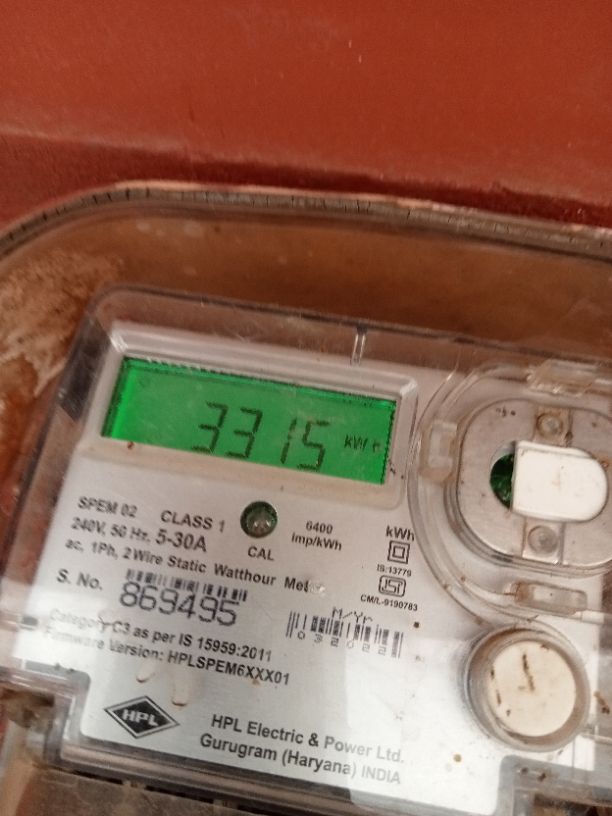 3315 kWh
SPEM 02 CLASS 1
240V, 50 Hz, 5-30A
ac, 1Ph, 2 Wire Static Watthour Meter
CAL
6400
imp/kWh
kWh
IS:13779
ISI
CM/L-9190783
S. No. 869495
M/Yr
032022
Category C3 as per IS 15959:2011
Firmware Version: HPLSPEM6XXX01
HPL
HPL Electric & Power Ltd.
Gurugram (Haryana) INDIA